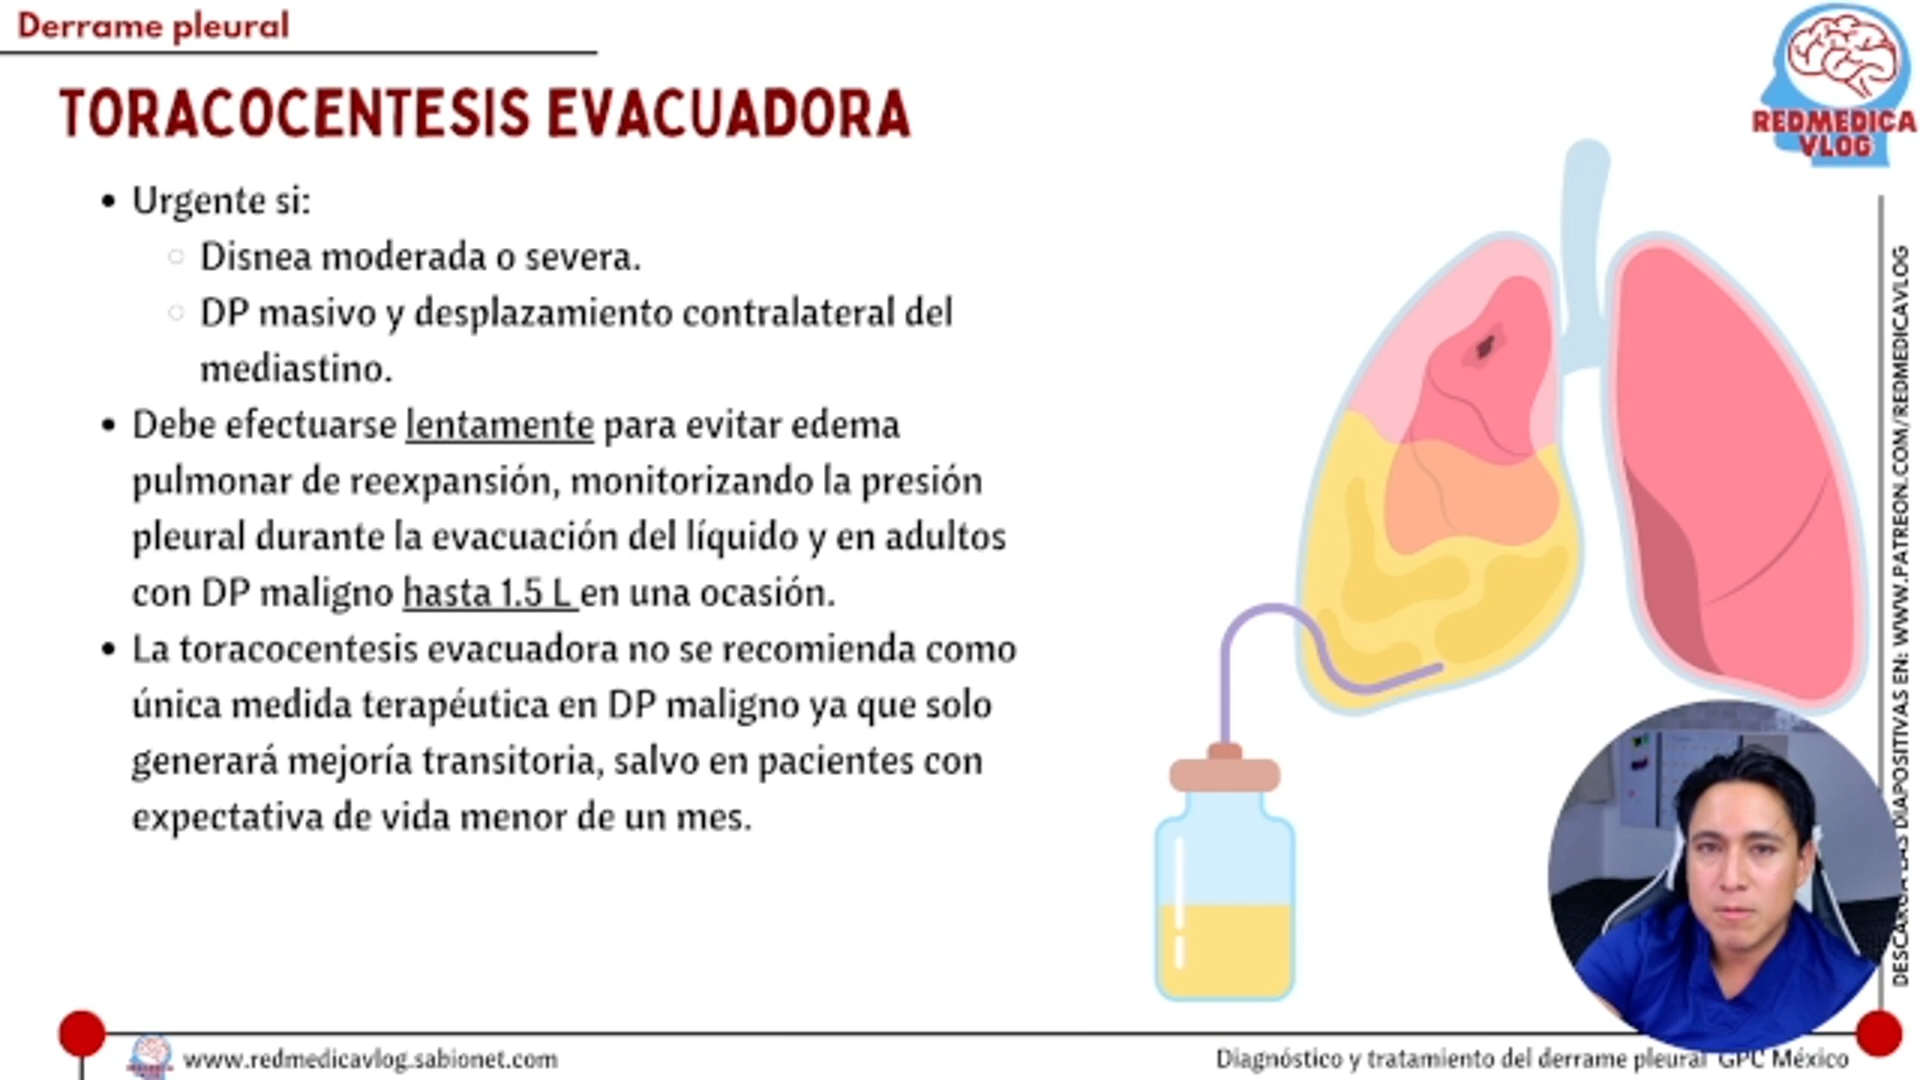 Derrame pleural
TORACOCENTESIS EVACUADORA
REDMEDICA
VLOG
• Urgente si:
○ Disnea moderada o severa.
○ DP masivo y desplazamiento contralateral del
mediastino.
• Debe efectuarse lentamente para evitar edema
pulmonar de reexpansión, monitorizando la presión
pleural durante la evacuación del líquido y en adultos
con DP maligno hasta 1.5 L en una ocasión.
• La toracocentesis evacuadora no se recomienda como
única medida terapéutica en DP maligno ya que solo
generará mejoría transitoria, salvo en pacientes con
expectativa de vida menor de un mes.
DESCARGA LAS DIAPOSITIVAS EN: WWW.PATREON.COM/REDMEDICAVLOG
www.redmedicavlog.sabionet.com
Diagnóstico y tratamiento del derrame pleural GPC México